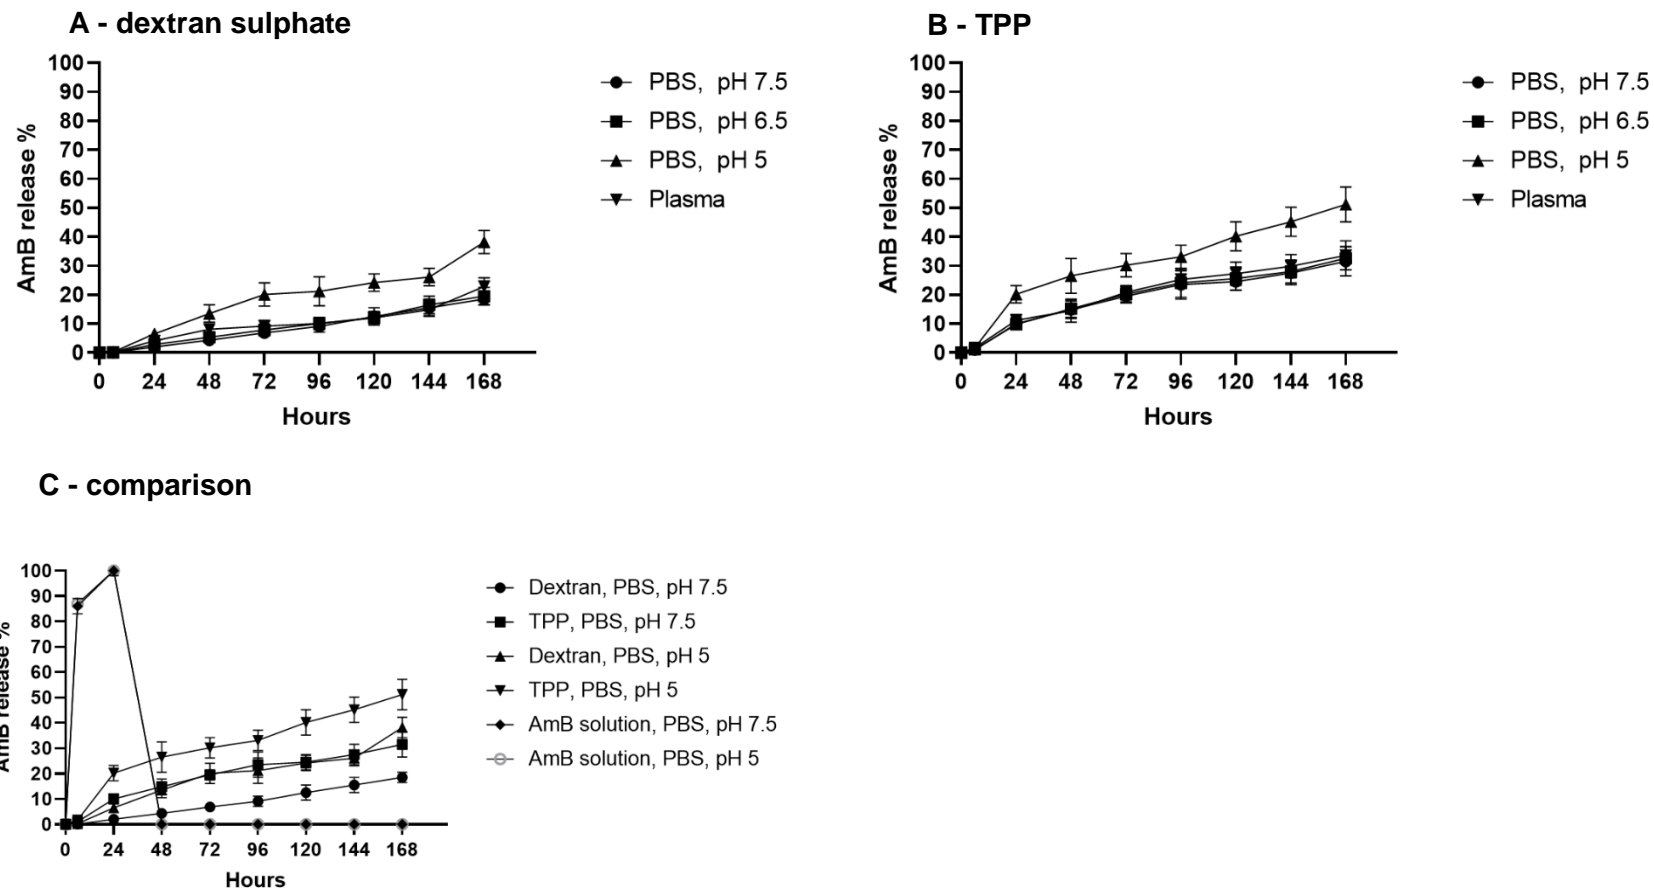 A - dextran sulphate
100
90
80
70
60
50
40
30
20
10
0
AmB release %
0 24 48 72 96 120 144 168
Hours
PBS, pH 7.5
PBS, pH 6.5
PBS, pH 5
Plasma
B - TPP
100
90
80
70
60
50
40
30
20
10
0
AmB release %
0 24 48 72 96 120 144 168
Hours
PBS, pH 7.5
PBS, pH 6.5
PBS, pH 5
Plasma
C - comparison
100
90
80
70
60
50
40
30
20
10
0
AmB release %
0 24 48 72 96 120 144 168
Hours
Dextran, PBS, pH 7.5
TPP, PBS, pH 7.5
Dextran, PBS, pH 5
TPP, PBS, pH 5
AmB solution, PBS, pH 7.5
AmB solution, PBS, pH 5